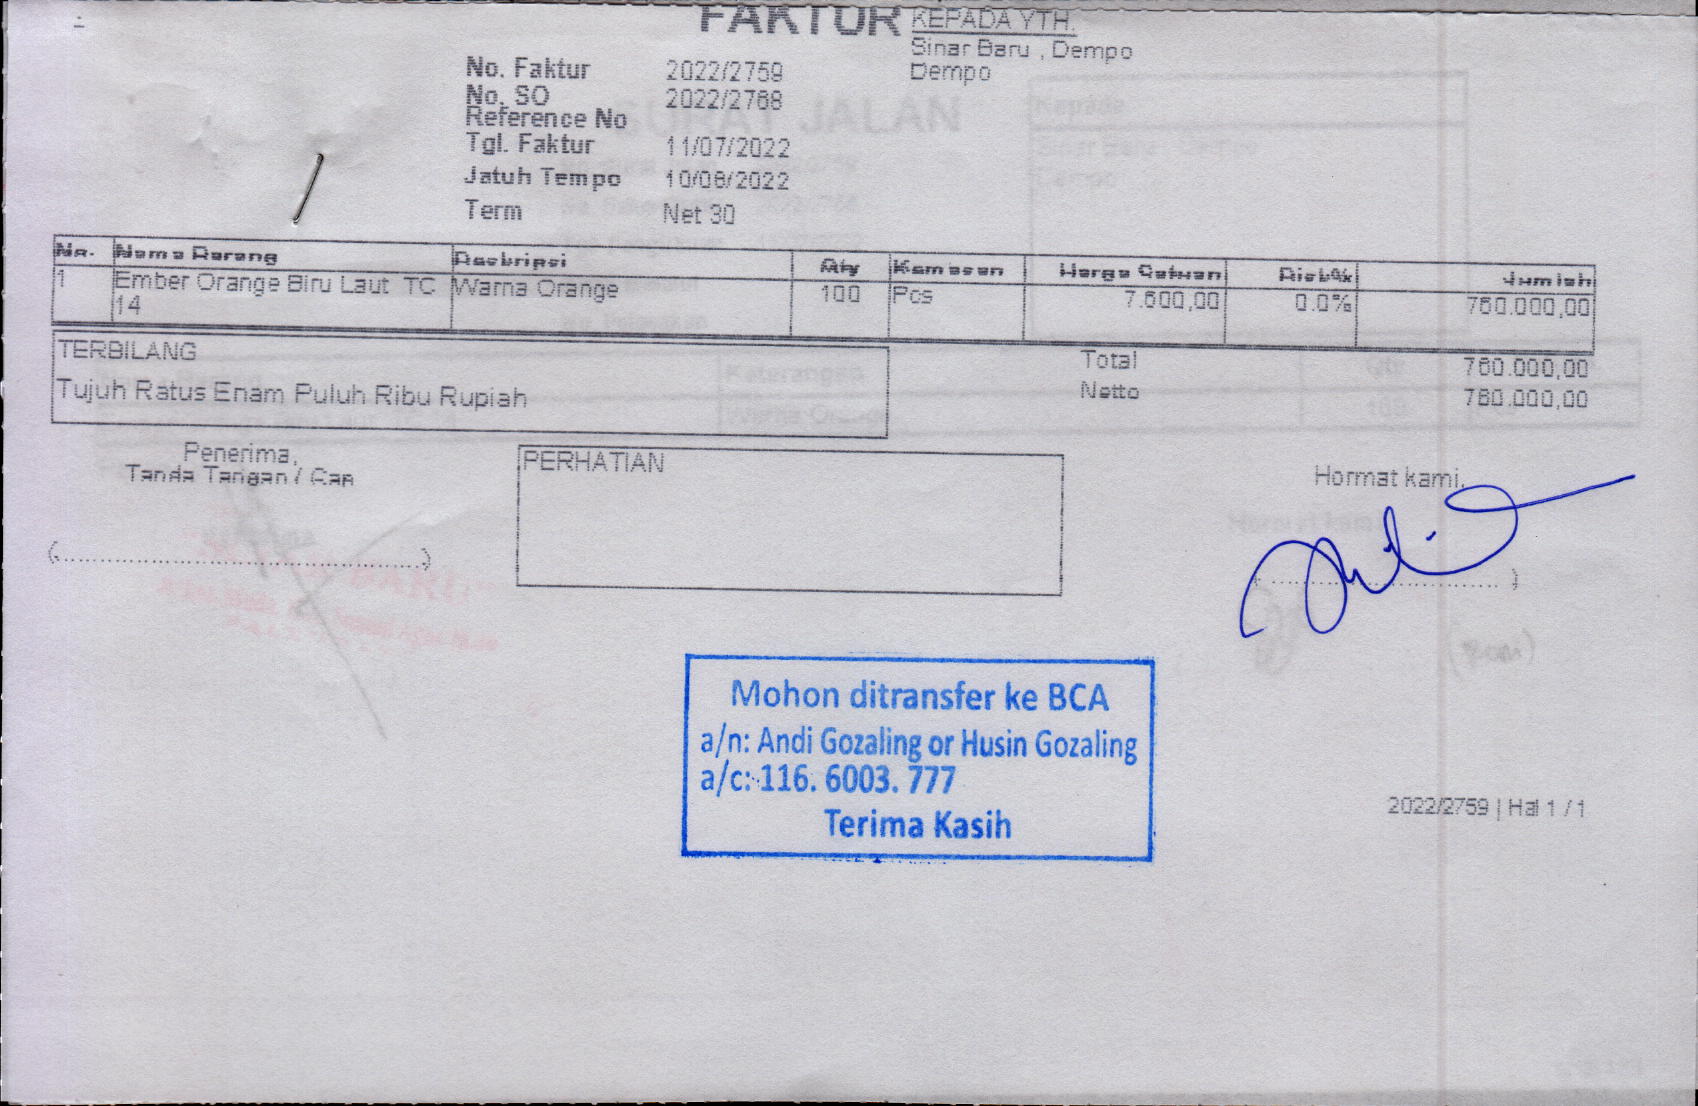 FAKTUR
KEPADA YTH.
Sinar Baru , Dempo
Dempo
No. Faktur 2022/2759
No. SO 2022/2768
Reference No
Tgl. Faktur 11/07/2022
Jatuh Tempo 10/08/2022
Term Net 30
No. Nama Barang Deskripsi Qty Kemasan Harga Satuan Disk% Jumlah
1 Ember Orange Biru Laut TC 14 Warna Orange 100 Pcs 7.600,00 0.0% 760.000,00
TERBILANG
Tujuh Ratus Enam Puluh Ribu Rupiah
Total 760.000,00
Netto 760.000,00
Penerima,
Tanda Tangan / Cap
(..........................................................)
PERHATIAN
Hormat kami,
(.....................................)
Mohon ditransfer ke BCA
a/n: Andi Gozaling or Husin Gozaling
a/c: 116. 6003. 777
Terima Kasih
2022/2759 | Hal 1 / 1